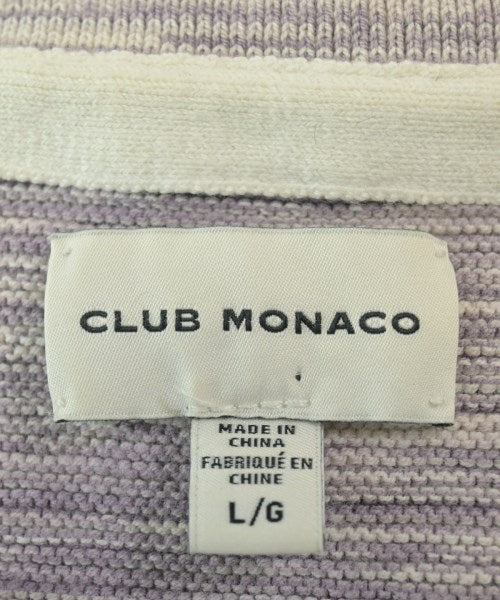 CLUB MONACO
MADE IN
CHINA
FABRIQUÉ EN
CHINE
L/G